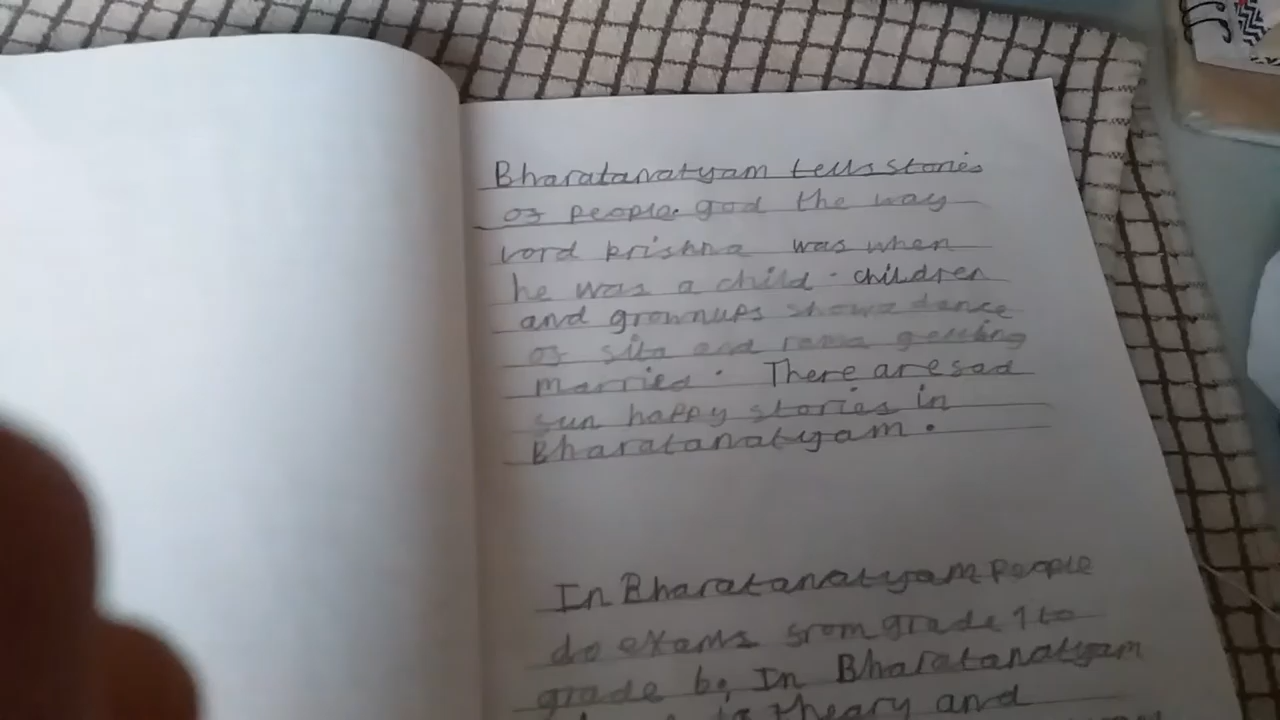 Bharatanatyam tells stories
of people. god the way
lord krishna was when
he was a child. children
and grownups show a dance
of sita and rama getting
married. There are sad
fun happy stories in
Bharatanatyam.
In Bharatanatyam people
do exams from grade 1 to
grade 6. In Bharatanatyam
is theary and